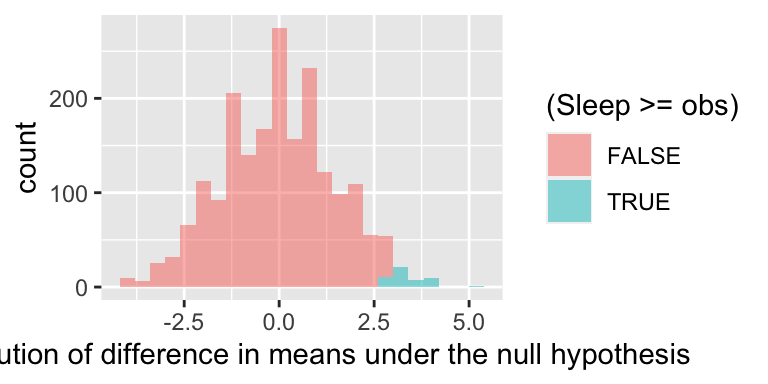 count
200
100
0
-2.5 0.0 2.5 5.0
of difference in means under the null hypothesis
(Sleep >= obs)
FALSE
TRUE